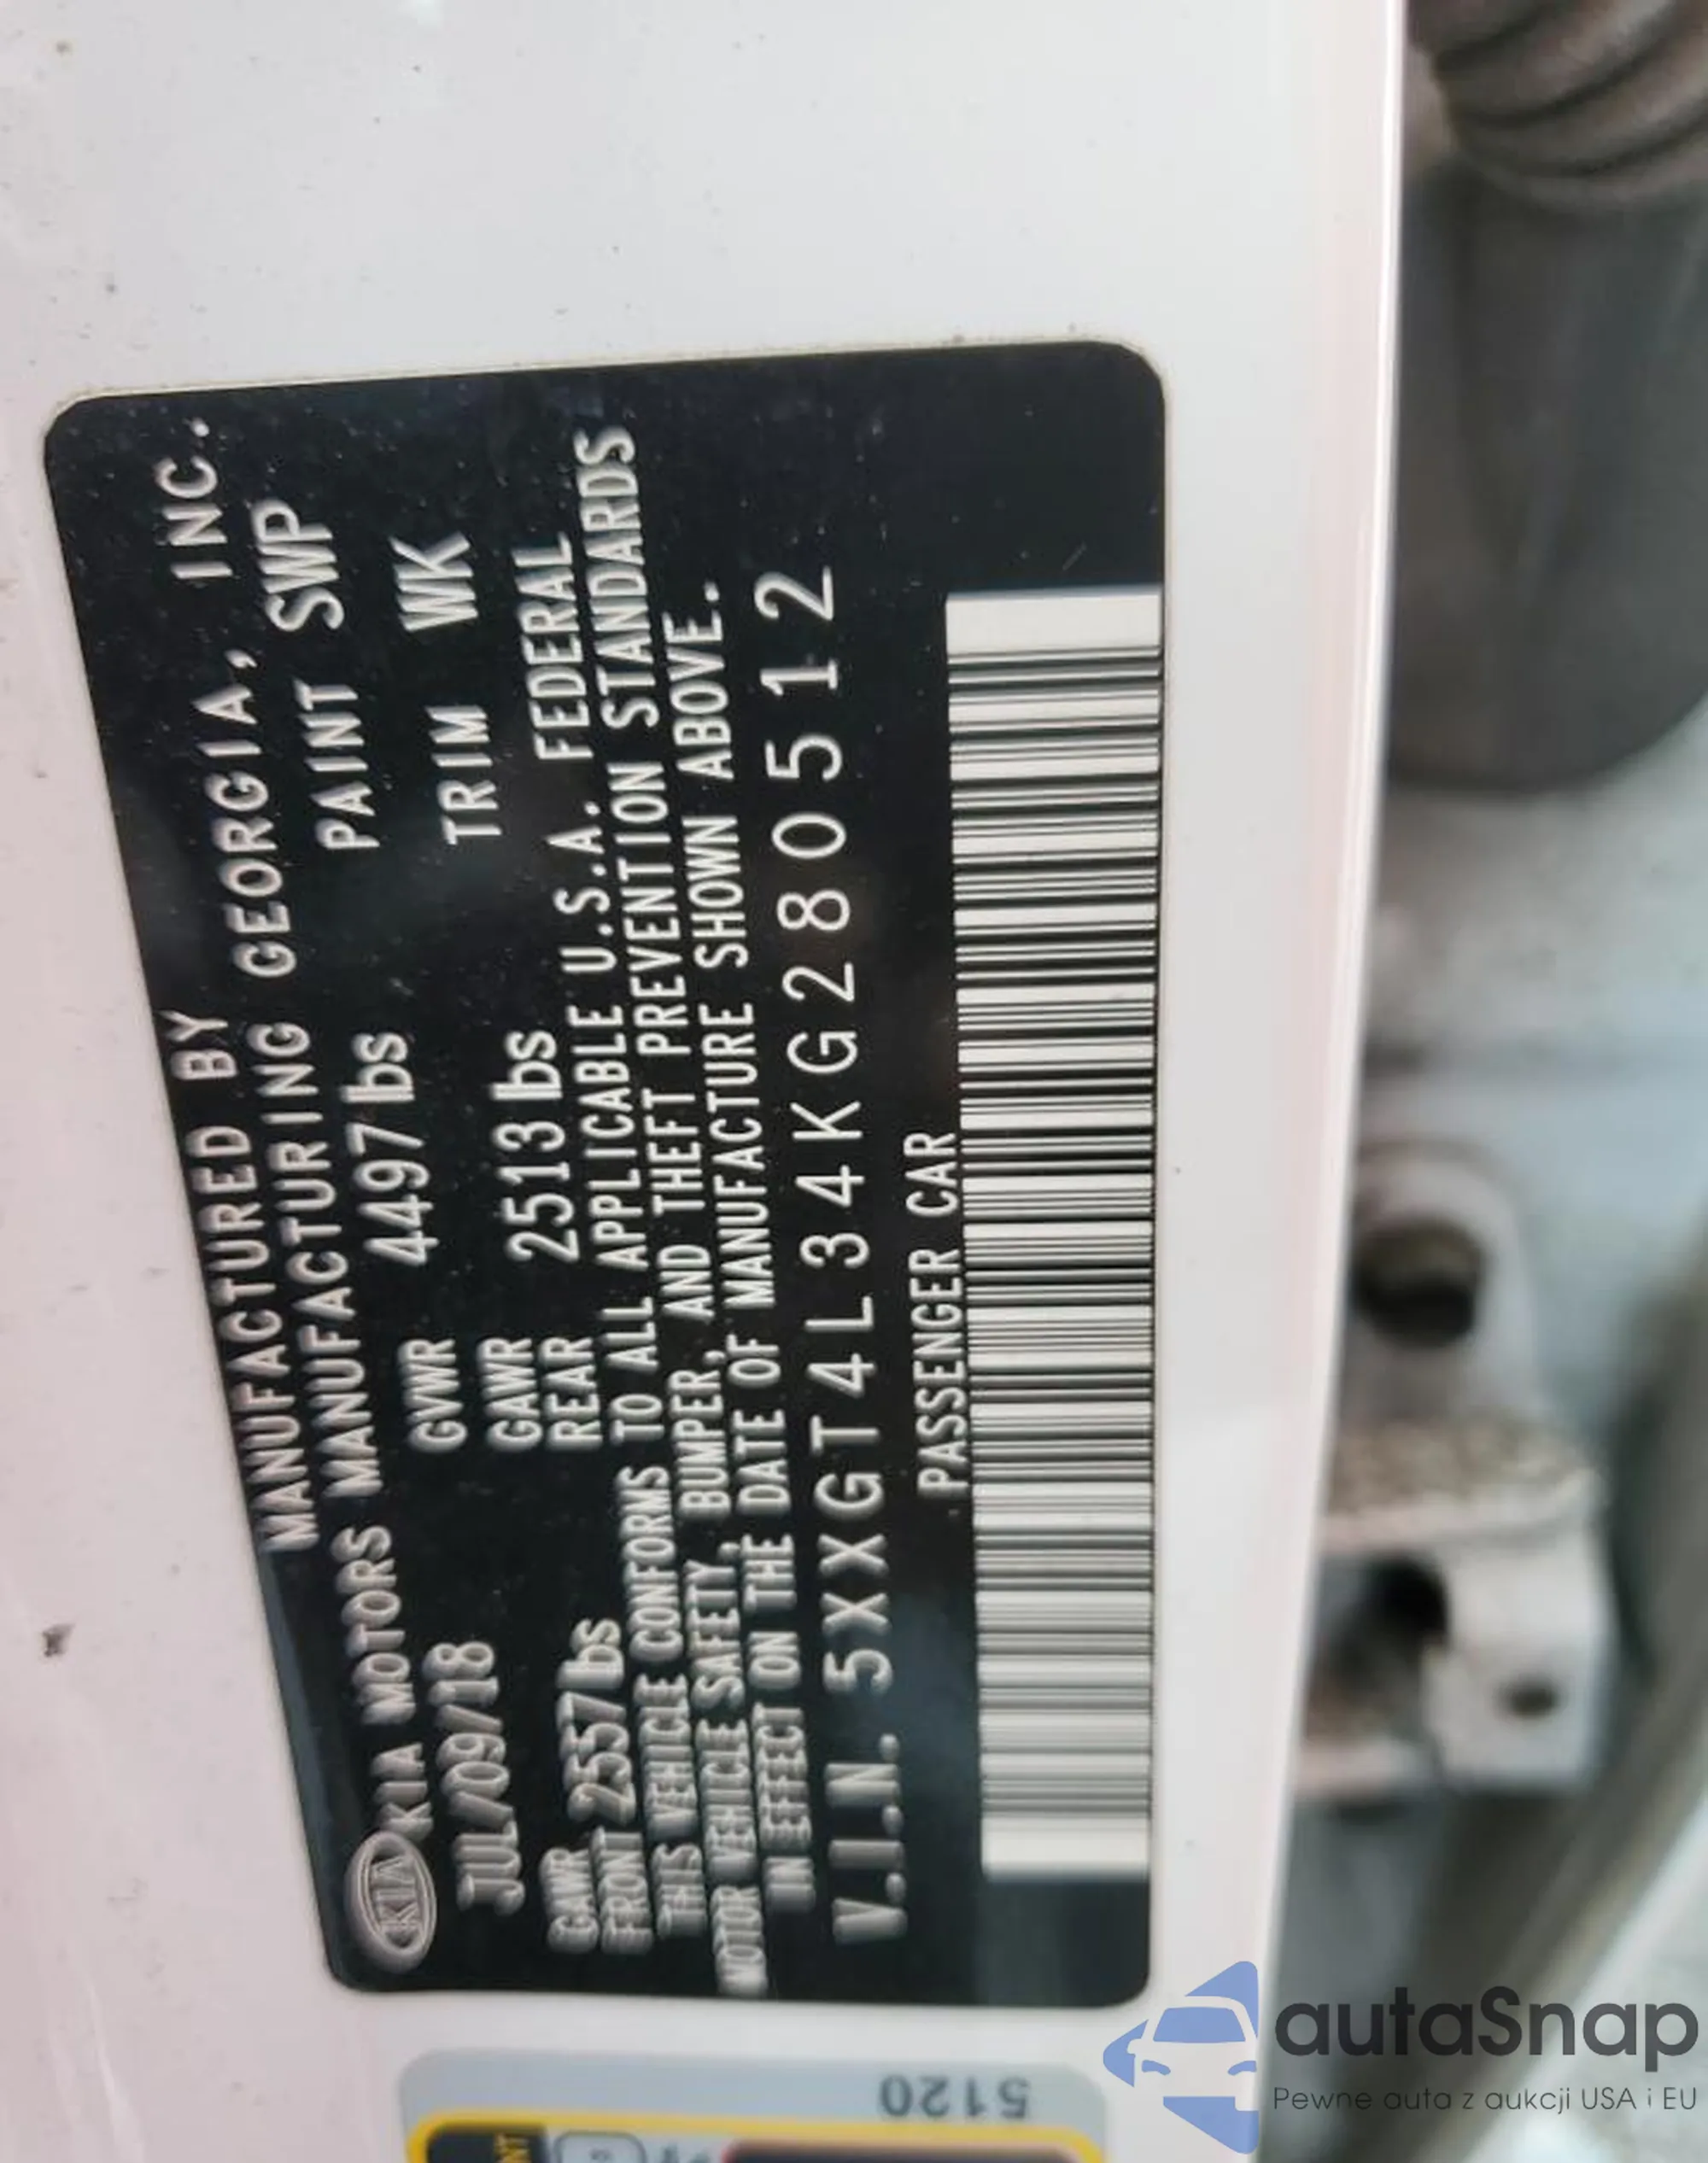 MANUFACTURED BY
KIA KIA MOTORS MANUFACTURING GEORGIA, INC.
JUL/09/18 GVWR 4497 lbs PAINT SWP
GAWR FRONT 2557 lbs GAWR REAR 2513 lbs TRIM WK
THIS VEHICLE CONFORMS TO ALL APPLICABLE U.S.A. FEDERAL
MOTOR VEHICLE SAFETY, BUMPER, AND THEFT PREVENTION STANDARDS
IN EFFECT ON THE DATE OF MANUFACTURE SHOWN ABOVE.
V.I.N. 5XXGT4L34KG280512
PASSENGER CAR
5120
autaSnap
Pewne auta z aukcji USA i EU